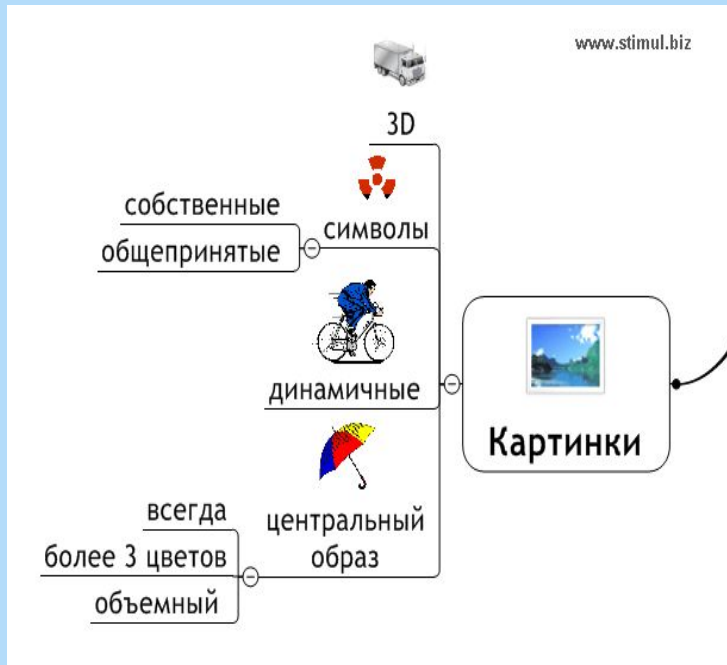 www.stimul.biz
3D
символы
собственные
общепринятые
динамичные
Картинки
центральный
образ
всегда
более 3 цветов
объемный